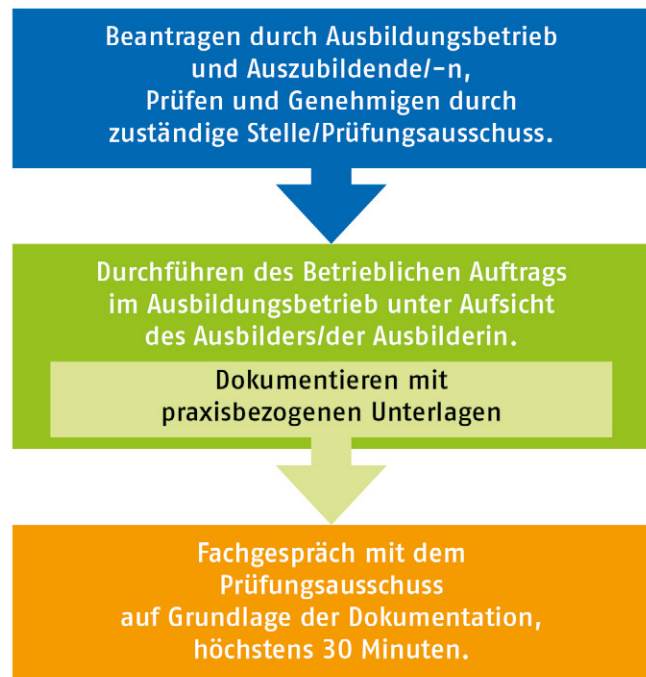 Beantragen durch Ausbildungsbetrieb
und Auszubildende/-n,
Prüfen und Genehmigen durch
zuständige Stelle/Prüfungsausschuss.
Durchführen des Betrieblichen Auftrags
im Ausbildungsbetrieb unter Aufsicht
des Ausbilders/der Ausbilderin.
Dokumentieren mit
praxisbezogenen Unterlagen
Fachgespräch mit dem
Prüfungsausschuss
auf Grundlage der Dokumentation,
höchstens 30 Minuten.